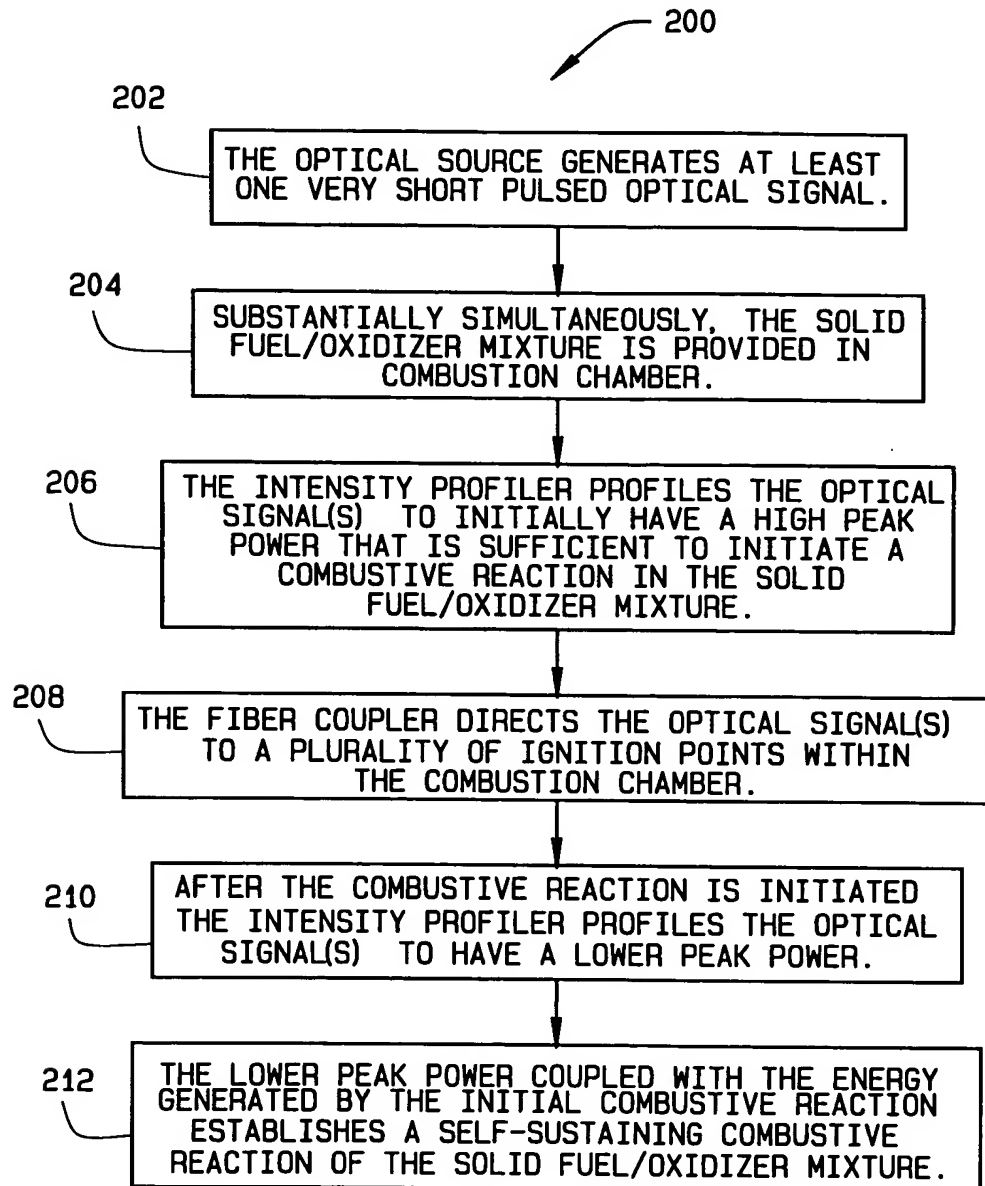 200
202
THE OPTICAL SOURCE GENERATES AT LEAST
ONE VERY SHORT PULSED OPTICAL SIGNAL.
204
SUBSTANTIALLY SIMULTANEOUSLY, THE SOLID
FUEL/OXIDIZER MIXTURE IS PROVIDED IN
COMBUSTION CHAMBER.
206
THE INTENSITY PROFILER PROFILES THE OPTICAL
SIGNAL(S) TO INITIALLY HAVE A HIGH PEAK
POWER THAT IS SUFFICIENT TO INITIATE A
COMBUSTIVE REACTION IN THE SOLID
FUEL/OXIDIZER MIXTURE.
208
THE FIBER COUPLER DIRECTS THE OPTICAL SIGNAL(S)
TO A PLURALITY OF IGNITION POINTS WITHIN
THE COMBUSTION CHAMBER.
210
AFTER THE COMBUSTIVE REACTION IS INITIATED
THE INTENSITY PROFILER PROFILES THE OPTICAL
SIGNAL(S) TO HAVE A LOWER PEAK POWER.
212
THE LOWER PEAK POWER COUPLED WITH THE ENERGY
GENERATED BY THE INITIAL COMBUSTIVE REACTION
ESTABLISHES A SELF-SUSTAINING COMBUSTIVE
REACTION OF THE SOLID FUEL/OXIDIZER MIXTURE.